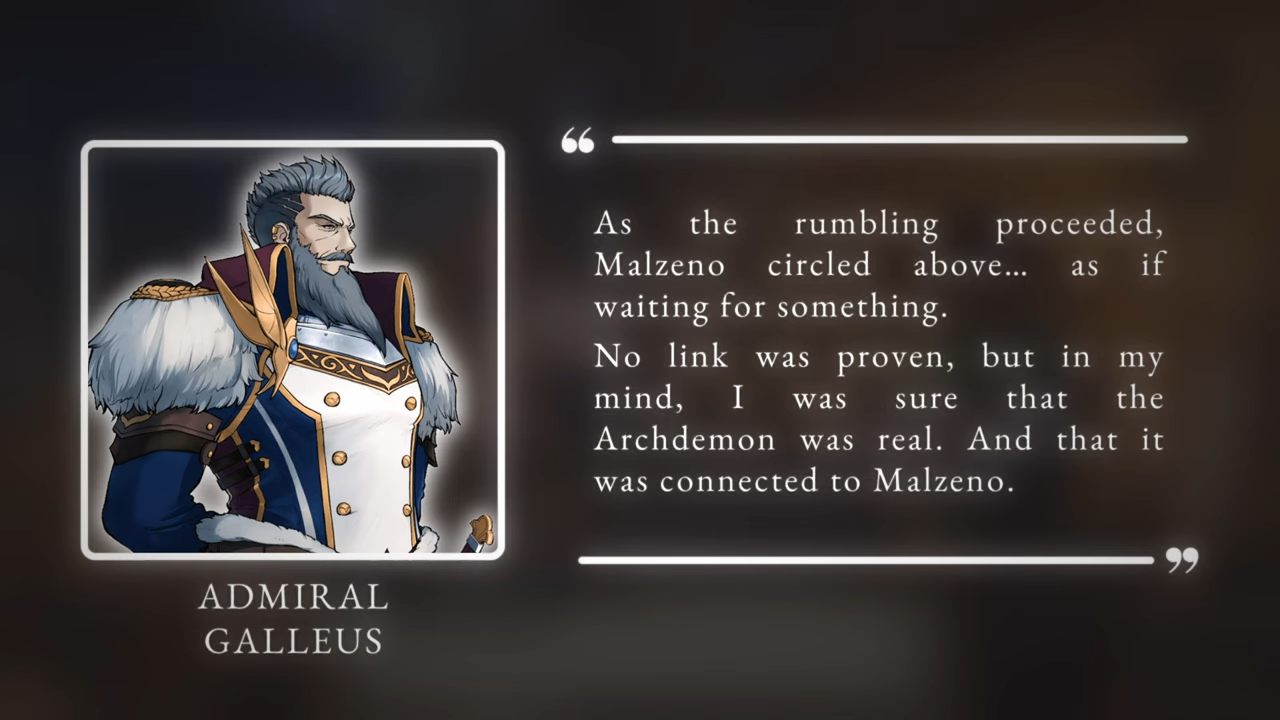 “
As the rumbling proceeded,
Malzeno circled above... as if
waiting for something.
No link was proven, but in my
mind, I was sure that the
Archdemon was real. And that it
was connected to Malzeno.
”
ADMIRAL
GALLEUS